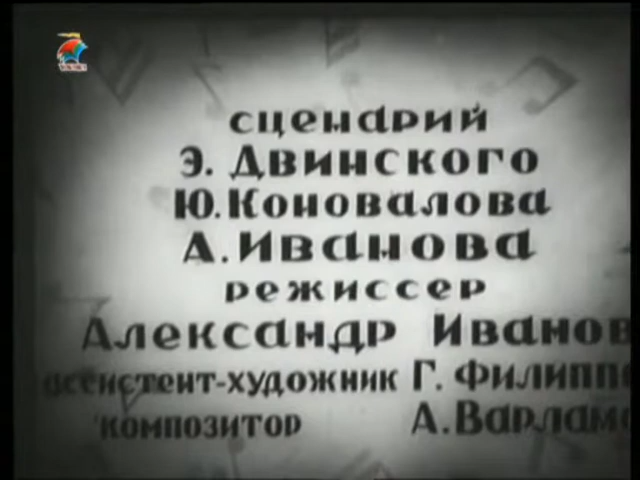 сценарий
Э. Двинского
Ю. Коновалова
А. Иванова
режиссер
Александр Иванов
ассистент-художник Г.
композитор А.